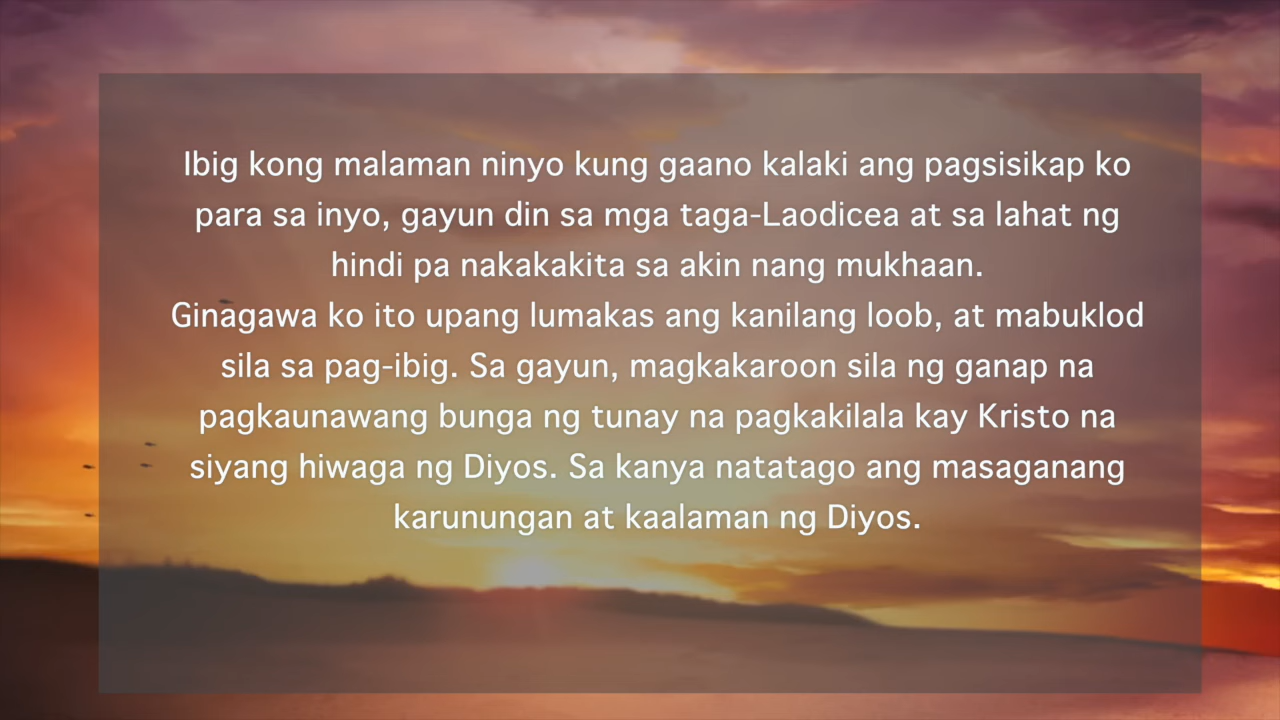 Ibig kong malaman ninyo kung gaano kalaki ang pagsisikap ko
para sa inyo, gayun din sa mga taga-Laodicea at sa lahat ng
hindi pa nakakakita sa akin nang mukhaan.
Ginagawa ko ito upang lumakas ang kanilang loob, at mabuklod
sila sa pag-ibig. Sa gayun, magkakaroon sila ng ganap na
pagkaunawang bunga ng tunay na pagkakilala kay Kristo na
siyang hiwaga ng Diyos. Sa kanya natatago ang masaganang
karunungan at kaalaman ng Diyos.